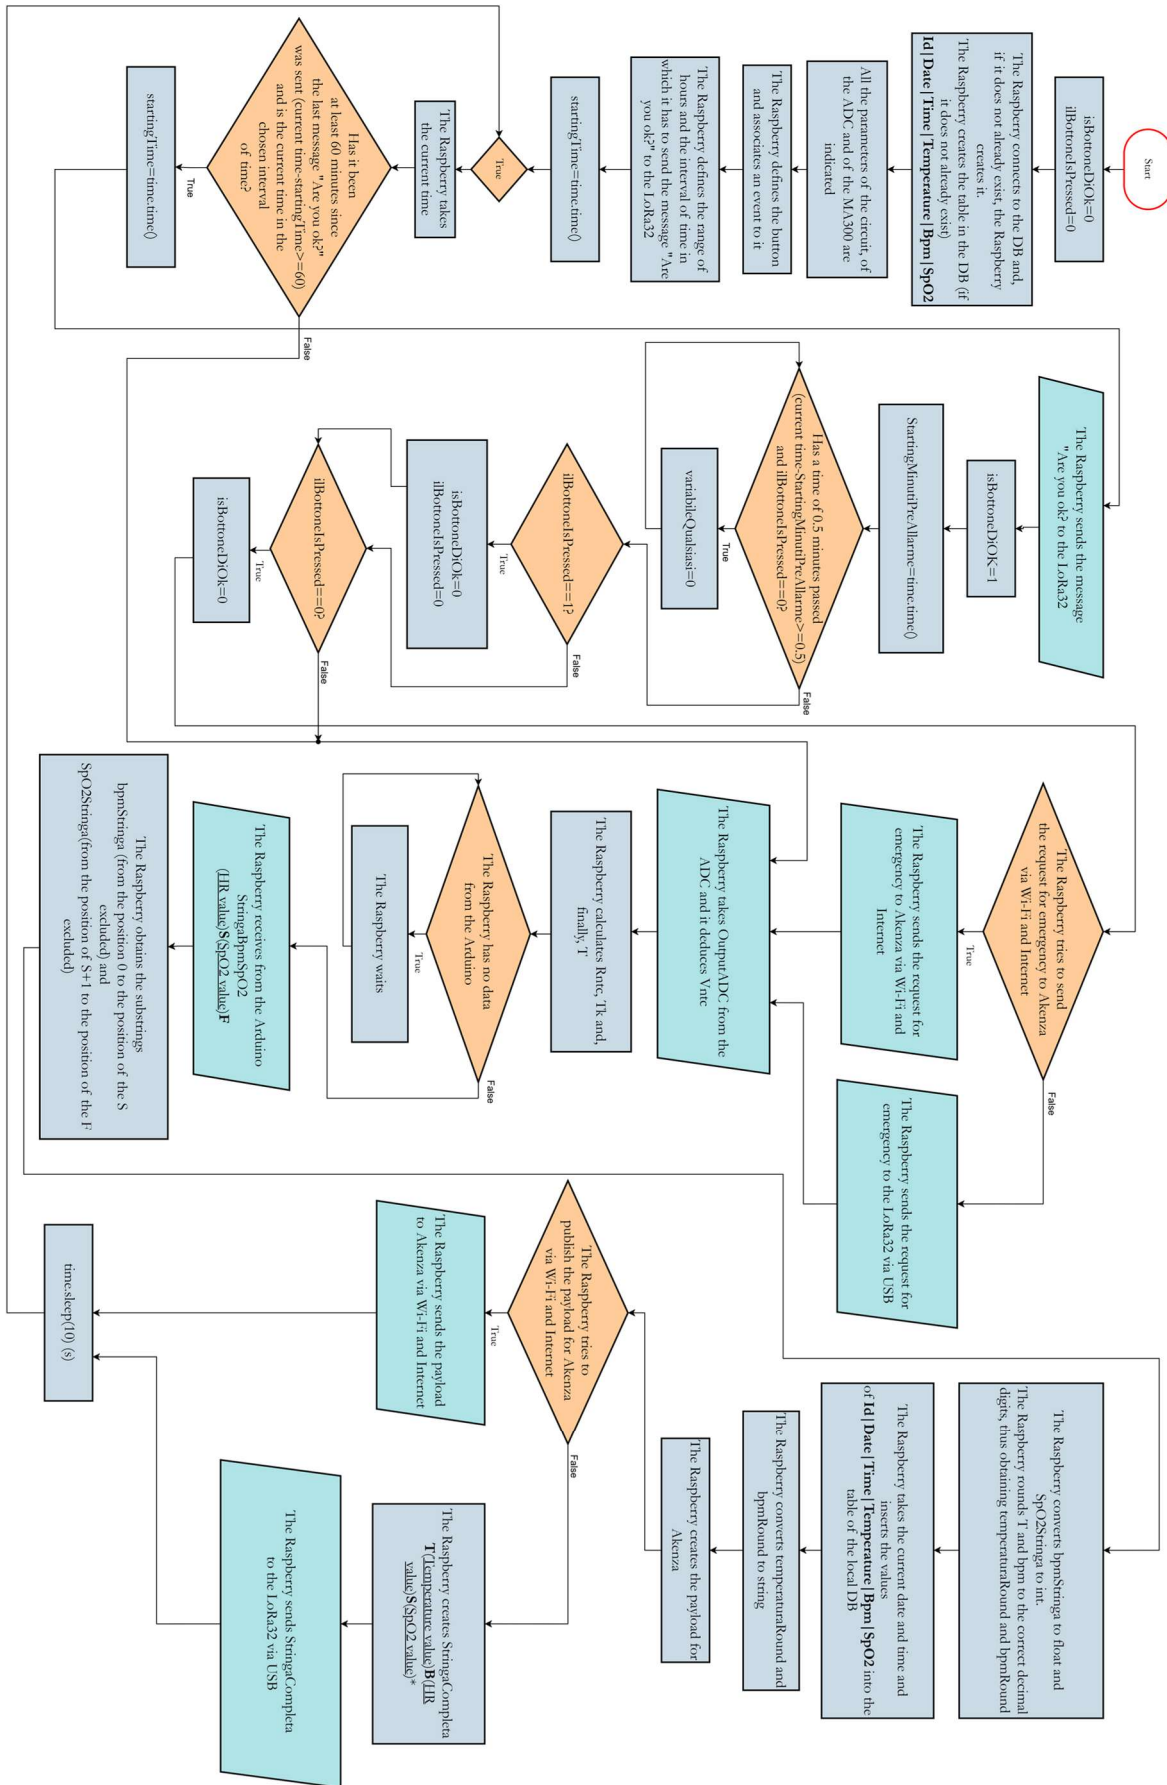 Start
isBottoneDiOk=0
ilBottoneIsPressed=0
The Raspberry connects to the DB and,
if it does not already exist, the Raspberry
creates it.
The Raspberry creates the table in the DB (if
it does not already exist)
Id|Date|Time|Temperature|Bpm|SpO2
All the parameters of the circuit, of
the ADC and of the MA300 are
indicated
The Raspberry defines the button
and associates an event to it
The Raspberry defines the range of
hours and the interval of time in
which it has to send the message "Are
you ok?" to the LoRa32
startingTime=time.time()
True
The Raspberry takes
the current time
Has it been
at least 60 minutes since
the last message "Are you ok?"
was sent (current time-startingTime>=60)
and is the current time in the
chosen interval
of time?
True
False
startingTime=time.time()
The Raspberry sends the message
"Are you ok? to the LoRa32
isBottoneDiOK=1
StartingMinutiPreAllarme=time.time()
Has a time of 0.5 minutes passed
(current time-StartingMinutiPreAllarme>=0.5)
and ilBottoneIsPressed==0?
True
False
variabileQualsiasi=0
ilBottoneIsPressed==1?
True
False
isBottoneDiOk=0
ilBottoneIsPressed=0
ilBottoneIsPressed==0?
True
False
isBottoneDiOk=0
The Raspberry tries to send
the request for emergency to Akenza
via Wi-Fi and Internet
True
False
The Raspberry sends the request for
emergency to Akenza via Wi-Fi and
Internet
The Raspberry sends the request for
emergency to the LoRa32 via USB
The Raspberry takes OutputADC from the
ADC and it deduces Vntc
The Raspberry calculates Rntc, Tk and,
finally, T
The Raspberry has no data
from the Arduino
True
False
The Raspberry waits
The Raspberry receives from the Arduino
StringaBpmSpO2
(HR value)S(SpO2 value)F
The Raspberry obtains the substrings
bpmStringa (from the position 0 to the position of the S
excluded) and
SpO2Stringa(from the position of S+1 to the position of the F
excluded)
The Raspberry converts bpmStringa to float and
SpO2Stringa to int.
The Raspberry rounds T and bpm to the correct decimal
digits, thus obtaining temperaturaRound and bpmRound
The Raspberry takes the current date and time and
inserts the values
of Id|Date|Time|Temperature|Bpm|SpO2 into the
table of the local DB
The Raspberry converts temperaturaRound and
bpmRound to string
The Raspberry creates the payload for
Akenza
The Raspberry tries to
publish the payload for Akenza
via Wi-Fi and Internet
True
False
The Raspberry sends the payload
to Akenza via Wi-Fi and Internet
The Raspberry creates StringaCompleta
T(Temperature value)B(HR
value)S(SpO2 value)*
The Raspberry sends StringaCompleta
to the LoRa32 via USB
time.sleep(10) (s)